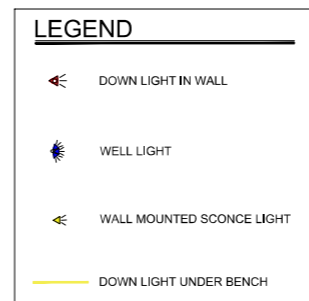 LEGEND
DOWN LIGHT IN WALL
WELL LIGHT
WALL MOUNTED SCONCE LIGHT
DOWN LIGHT UNDER BENCH